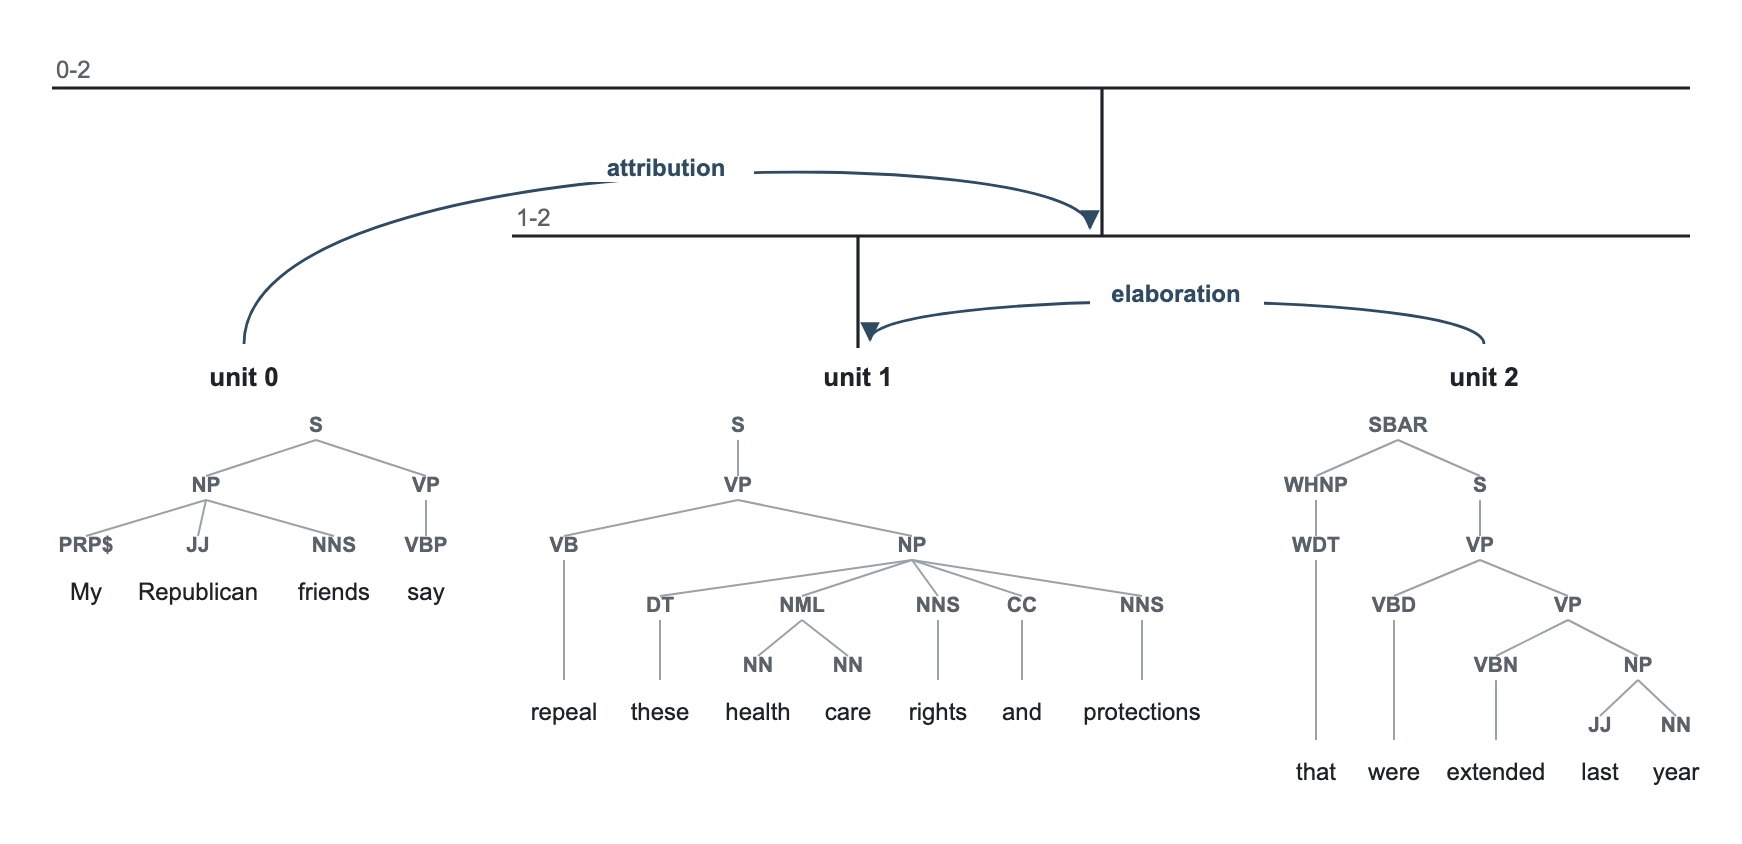 0-2
attribution
1-2
elaboration
unit 0 unit 1 unit 2
S S SBAR
NP VP VP WHNP S
PRP$ JJ NNS VBP VB NP WDT VP
My Republican friends say DT NML NNS CC NNS VBD VP
NN NN VBN NP
repeal these health care rights and protections JJ NN
that were extended last year